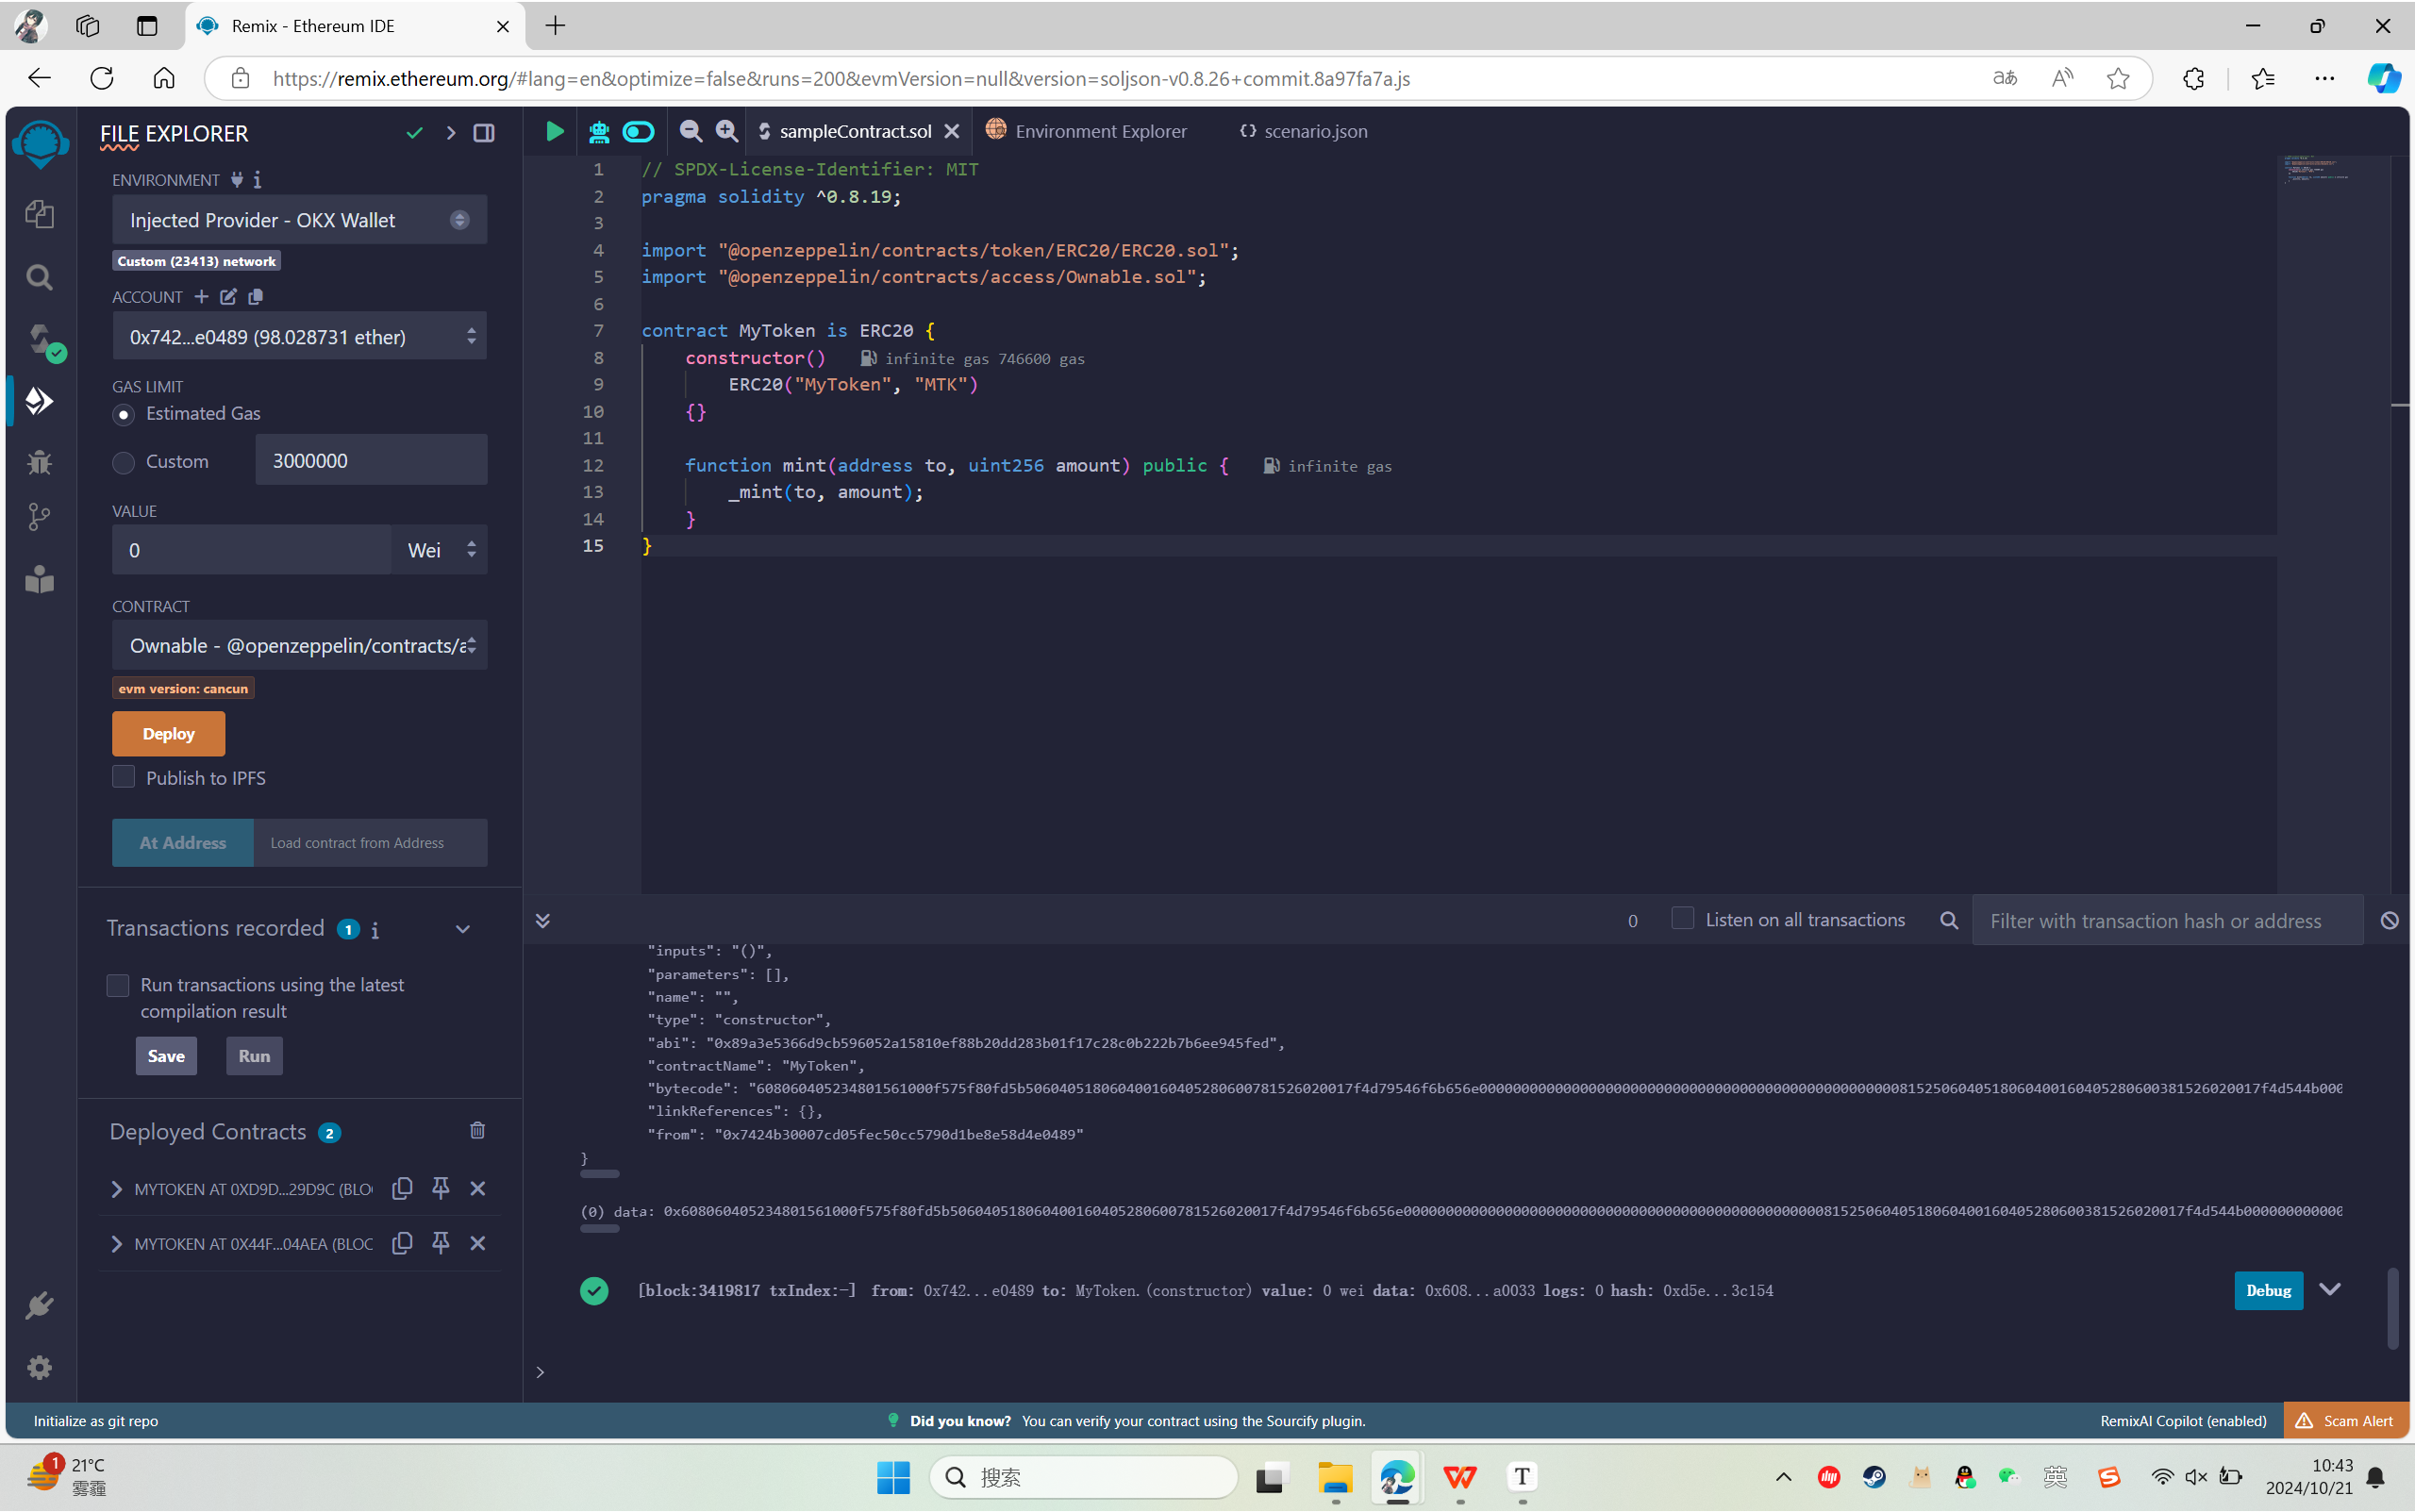 Remix - Ethereum IDE
https://remix.ethereum.org/#lang=en&optimize=false&runs=200&evmVersion=null&version=soljson-v0.8.26+commit.8a97fa7a.js
FILE EXPLORER
ENVIRONMENT
Injected Provider - OKX Wallet
Custom (23413) network
ACCOUNT
0x742...e0489 (98.028731 ether)
GAS LIMIT
Estimated Gas
Custom
3000000
VALUE
0
Wei
CONTRACT
Ownable - @openzeppelin/contracts/a
evm version: cancun
Deploy
Publish to IPFS
At Address
Load contract from Address
Transactions recorded 1
Run transactions using the latest
compilation result
Save
Run
Deployed Contracts 2
MYTOKEN AT 0XD9D...29D9C (BLO
MYTOKEN AT 0X44F...04AEA (BLOC
sampleContract.sol
Environment Explorer
scenario.json
1 // SPDX-License-Identifier: MIT
2 pragma solidity ^0.8.19;
3
4 import "@openzeppelin/contracts/token/ERC20/ERC20.sol";
5 import "@openzeppelin/contracts/access/Ownable.sol";
6
7 contract MyToken is ERC20 {
8 constructor() infinite gas 746600 gas
9 ERC20("MyToken", "MTK")
10 {}
11
12 function mint(address to, uint256 amount) public { infinite gas
13 _mint(to, amount);
14 }
15 }
0
Listen on all transactions
Filter with transaction hash or address
"inputs": "()",
"parameters": [],
"name": "",
"type": "constructor",
"abi": "0x89a3e5366d9cb596052a15810ef88b20dd283b01f17c28c0b222b7b6ee945fed",
"contractName": "MyToken",
"bytecode":
"linkReferences": {},
"from": "0x7424b30007cd05fec50cc5790d1be8e58d4e0489"
}
(0) data:
[block:3419817 txIndex:-] from: 0x742...e0489 to: MyToken.(constructor) value: 0 wei data: 0x608...a0033 logs: 0 hash: 0xd5e...3c154
Debug
>
Initialize as git repo
Did you know? You can verify your contract using the Sourcify plugin.
RemixAI Copilot (enabled)
Scam Alert
1
21°C
雾霾
搜索
英
10:43
2024/10/21